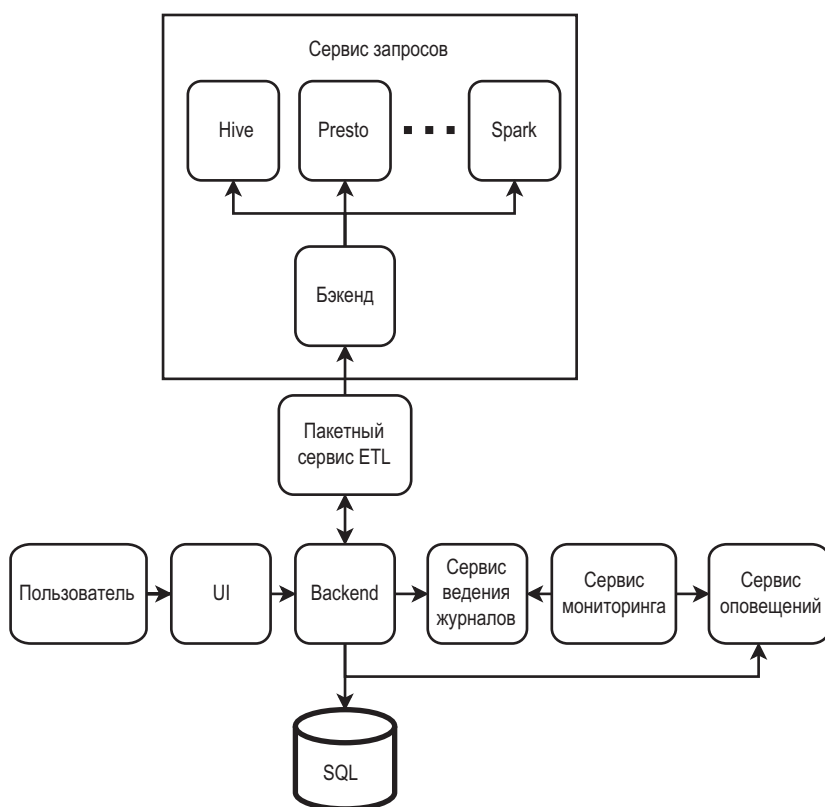 Сервис запросов
Hive
Presto
Spark
Бэкенд
Пакетный
сервис ETL
Пользователь
UI
Backend
Сервис
ведения
журналов
Сервис
мониторинга
Сервис
оповещений
SQL